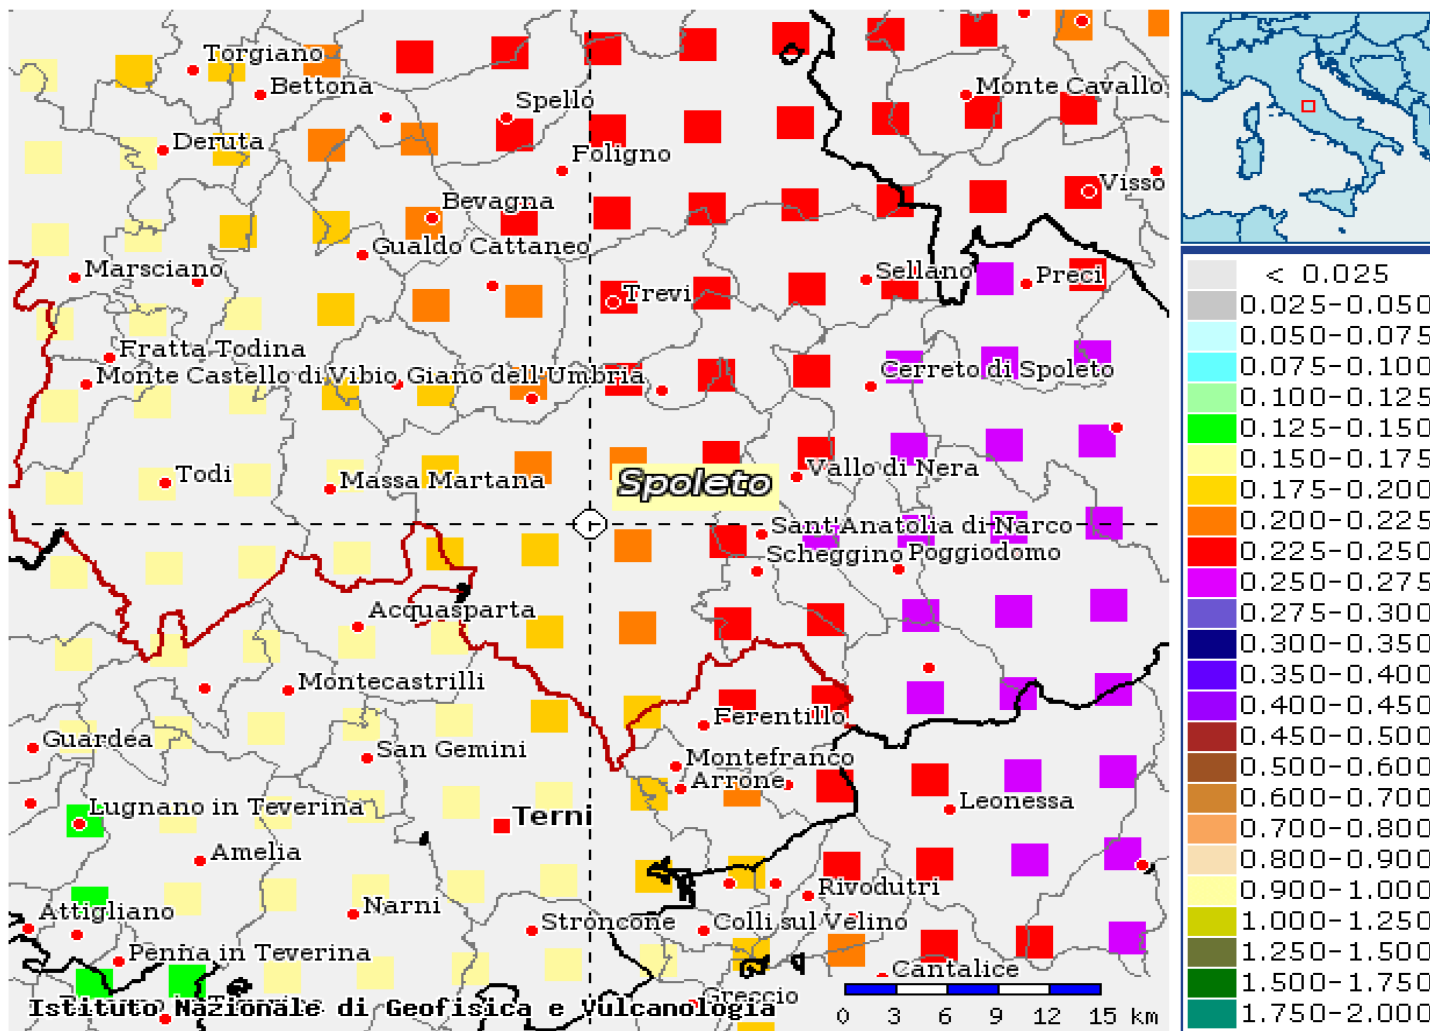 Torgiano
Bettona
Monte Cavallo
Spello
Deruta
Foligno
Visso
Bevagna
Gualdo Cattaneo
Marsciano
Sellano
Preci
Trevi
Fratta Todina
Monte Castello di Vibio
Giano dell'Umbria
Cerreto di Spoleto
Todi
Massa Martana
Vallo di Nera
Spoleto
Sant'Anatolia di Narco
Scheggino
Poggiodomo
Acquasparta
Montecastrilli
Ferentillo
Guardea
San Gemini
Montefranco
Arrone
Lugnano in Teverina
Terni
Leonessa
Amelia
Rivodutri
Attigliano
Narni
Stroncone
Colli sul Velino
Penna in Teverina
Cantalice
Greccio
Istituto Nazionale di Geofisica e Vulcanologia
0 3 6 9 12 15 km
< 0.025
0.025-0.050
0.050-0.075
0.075-0.100
0.100-0.125
0.125-0.150
0.150-0.175
0.175-0.200
0.200-0.225
0.225-0.250
0.250-0.275
0.275-0.300
0.300-0.350
0.350-0.400
0.400-0.450
0.450-0.500
0.500-0.600
0.600-0.700
0.700-0.800
0.800-0.900
0.900-1.000
1.000-1.250
1.250-1.500
1.500-1.750
1.750-2.000